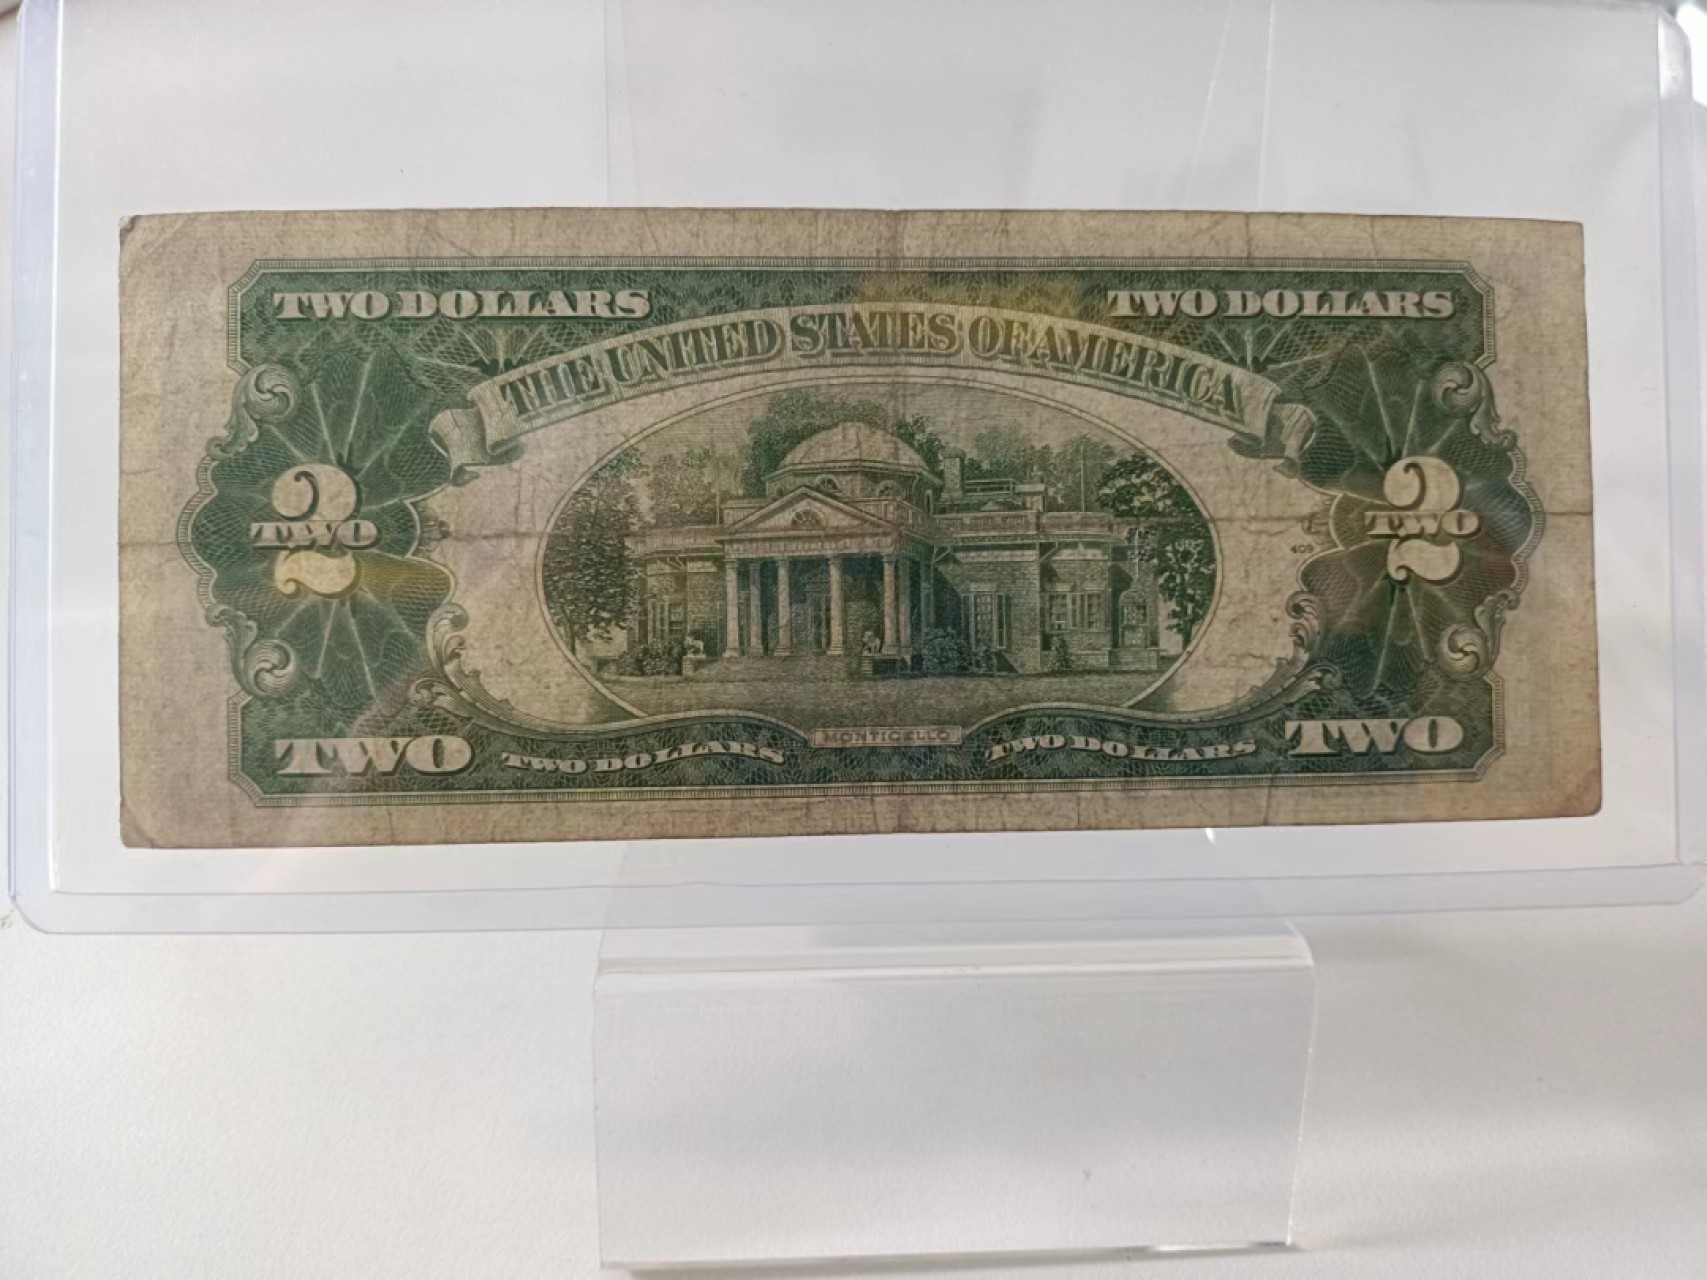 TWO DOLLARS TWO DOLLARS
THE UNITED STATES OF AMERICA
2 2
TWO TWO
409
MONTICELLO
TWO TWO DOLLARS TWO DOLLARS TWO